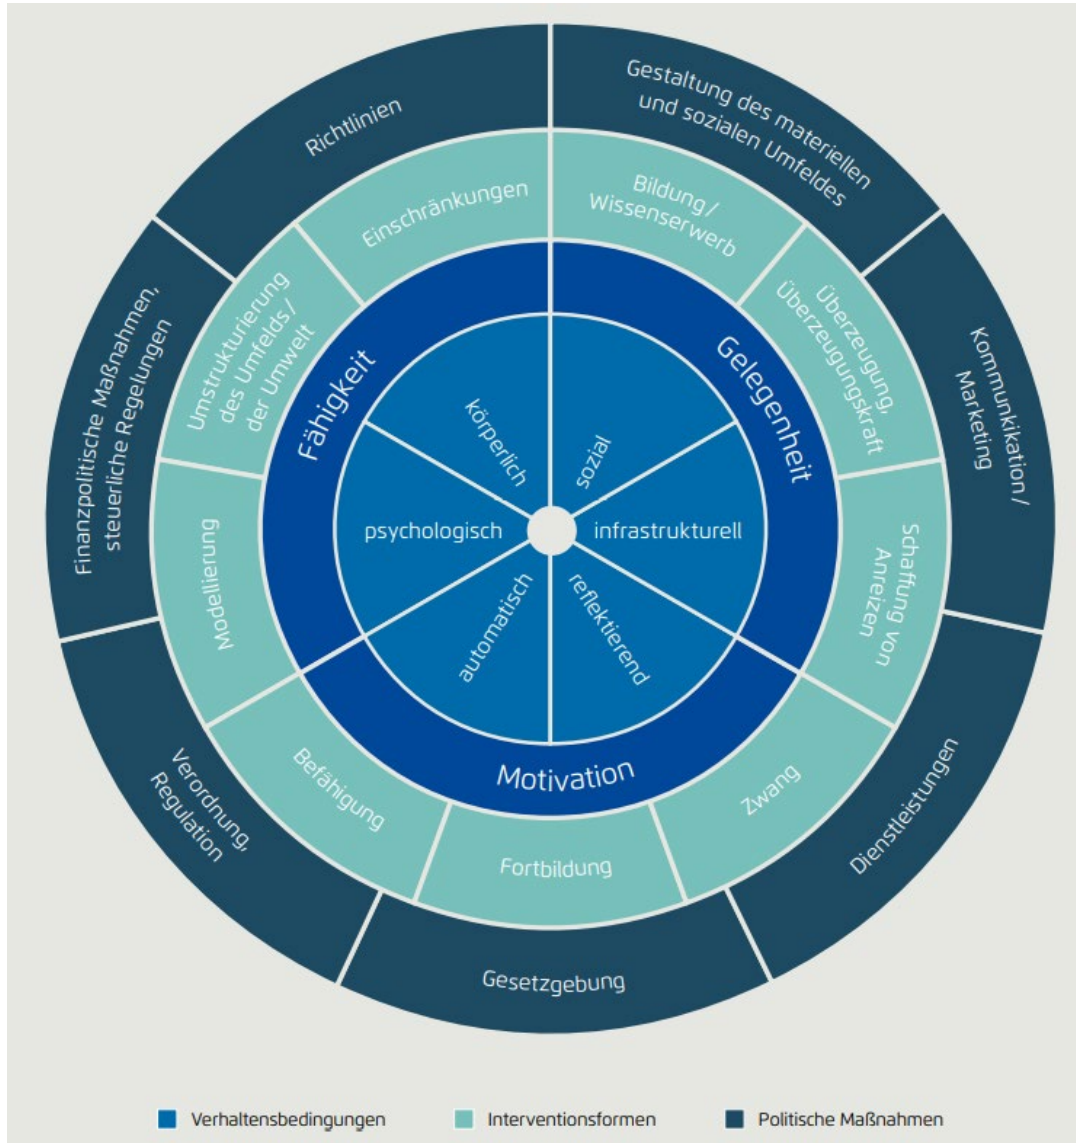 Richtlinien
Gestaltung des materiellen
und sozialen Umfeldes
Einschränkungen
Bildung/
Wissenserwerb
Finanzpolitische Maßnahmen,
steuerliche Regelungen
Umstrukturierung
des Umfelds/
der Umwelt
Fähigkeit
körperlich
sozial
Gelegenheit
Überzeugung,
Überzeugungskraft
Kommunkikation/
Marketing
psychologisch
infrastrukturell
Modellierung
automatisch
reflektierend
Schaffung von
Anreizen
Motivation
Verordnung,
Regulation
Befähigung
Fortbildung
Zwang
Dienstleistungen
Gesetzgebung
Verhaltensbedingungen
Interventionsformen
Politische Maßnahmen